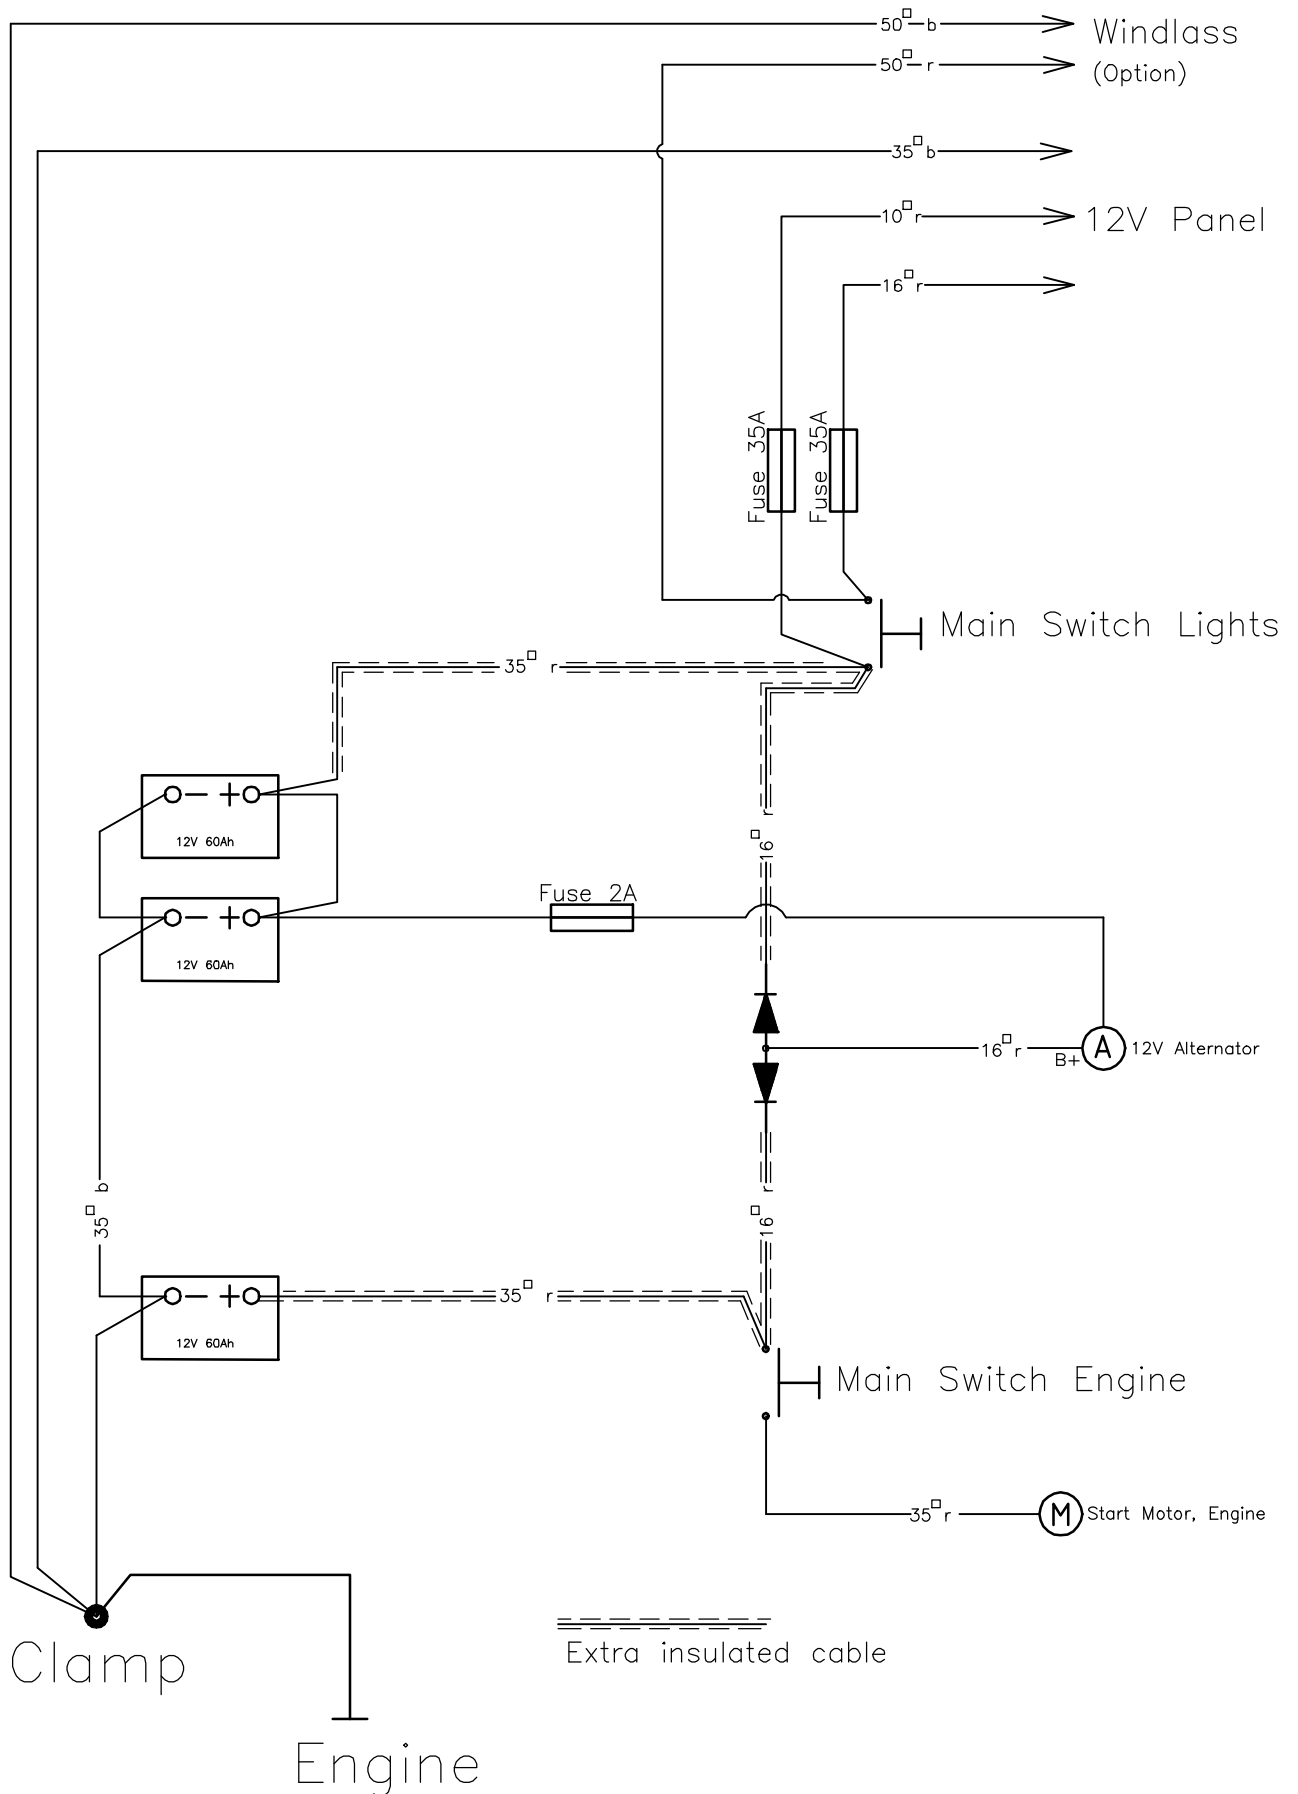 50□ b
Windlass
50□ r
(Option)
35□ b
10□ r
12V Panel
16□ r
Fuse 35A
Fuse 35A
Main Switch Lights
35□ r
12V 60Ah
16□ r
Fuse 2A
12V 60Ah
16□ r
B+
A
12V Alternator
35□ b
16□ r
35□ r
12V 60Ah
Main Switch Engine
35□ r
M
Start Motor, Engine
Clamp
Extra insulated cable
Engine